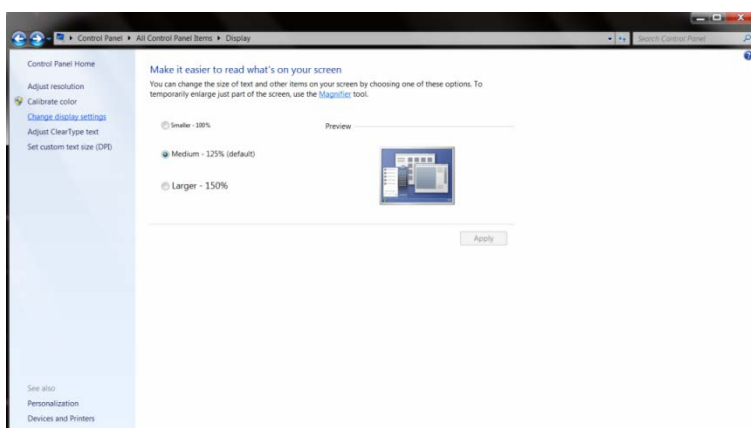 Control Panel ▸ All Control Panel Items ▸ Display
Search Control Panel
Control Panel Home
Adjust resolution
Calibrate color
Change display settings
Adjust ClearType text
Set custom text size (DPI)
Make it easier to read what's on your screen
You can change the size of text and other items on your screen by choosing one of these options. To
temporarily enlarge just part of the screen, use the Magnifier tool.
Smaller - 100%
Preview
Medium - 125% (default)
Larger - 150%
Apply
See also
Personalization
Devices and Printers